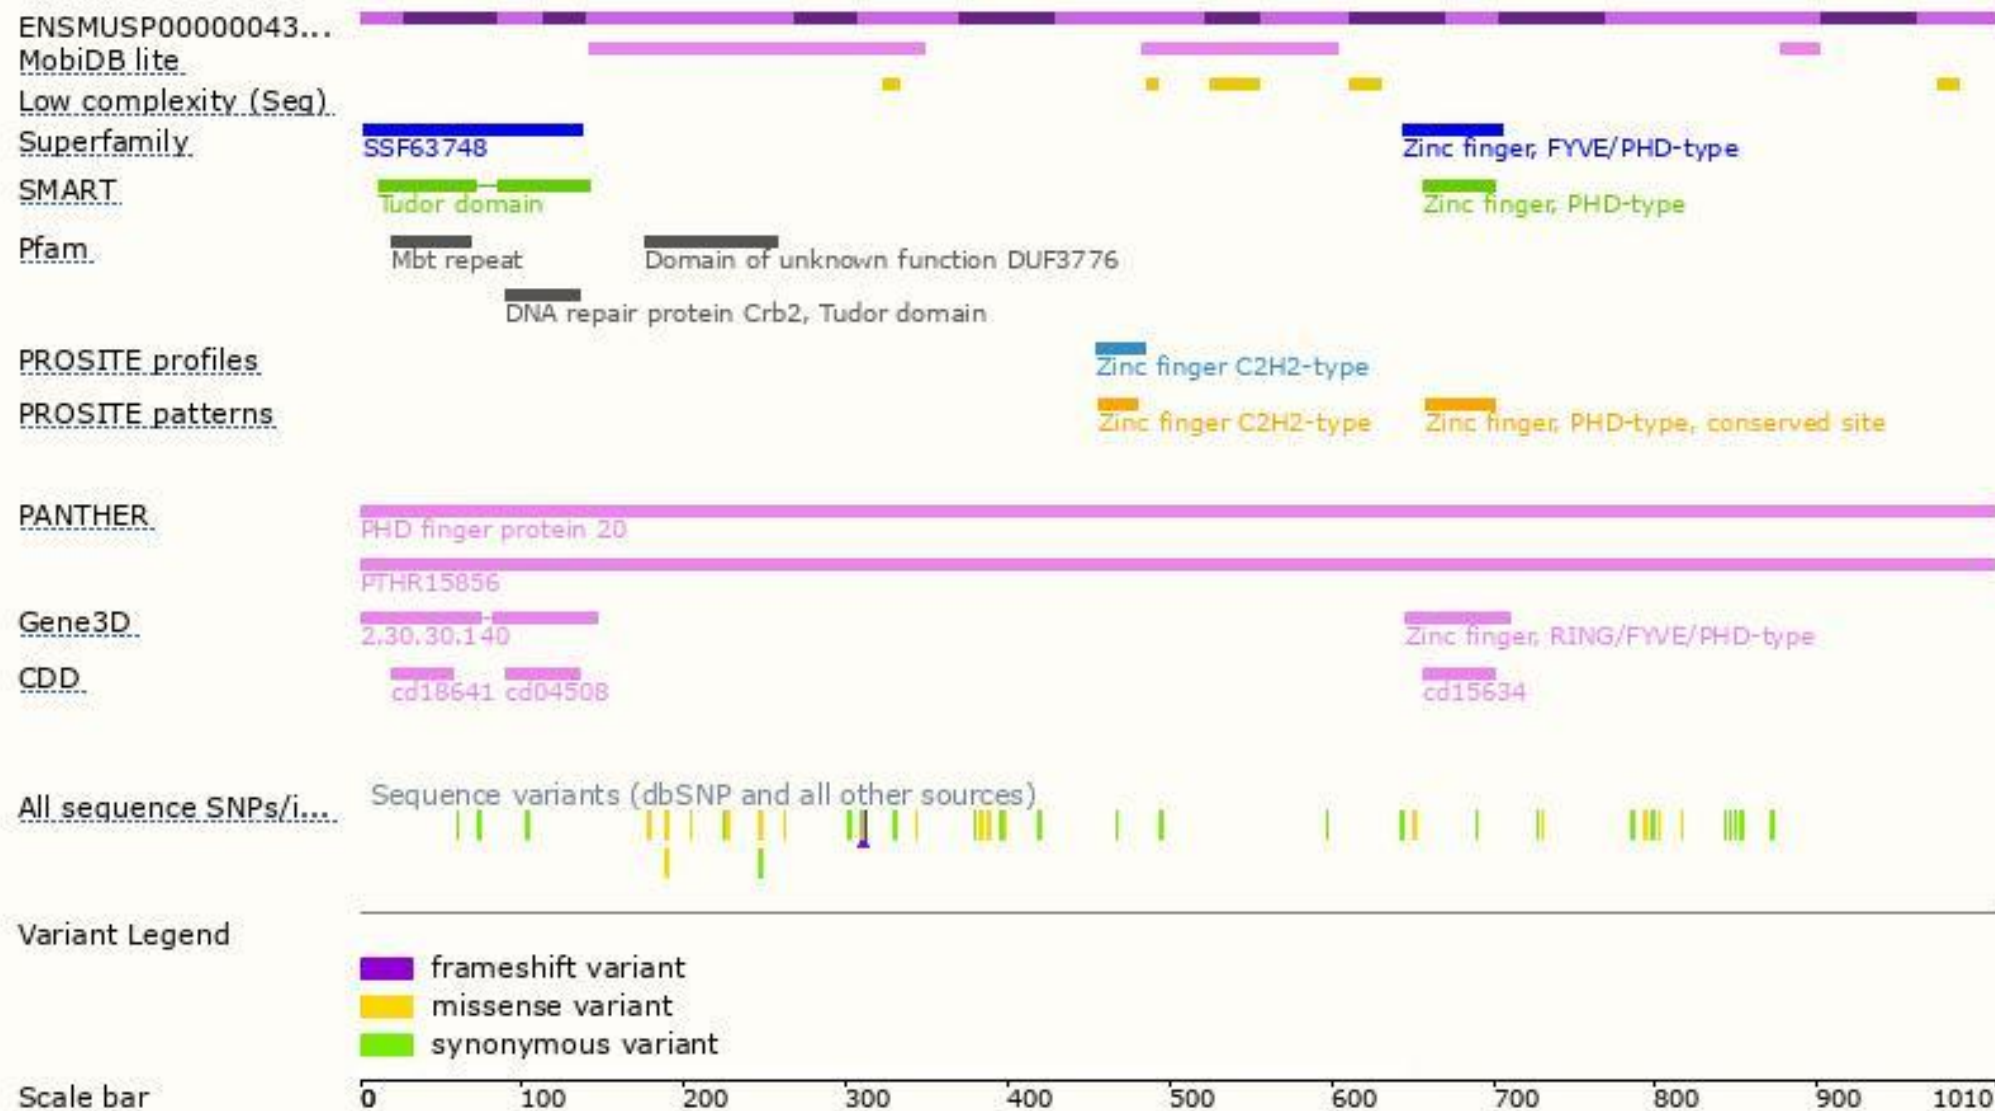 ENSMUSP00000043...
MobiDB lite
Low complexity (Seg)
Superfamily
SSF63748
Zinc finger, FYVE/PHD-type
SMART
Tudor domain
Zinc finger, PHD-type
Pfam
Mbt repeat
Domain of unknown function DUF3776
DNA repair protein Crb2, Tudor domain
PROSITE profiles
Zinc finger C2H2-type
PROSITE patterns
Zinc finger C2H2-type
Zinc finger, PHD-type, conserved site
PANTHER
PHD finger protein 20
PTHR15856
Gene3D
2.30.30.140
Zinc finger, RING/FYVE/PHD-type
CDD
cd18641
cd04508
cd15634
Sequence variants (dbSNP and all other sources)
All sequence SNPs/i...
Variant Legend
frameshift variant
missense variant
synonymous variant
Scale bar
0 100 200 300 400 500 600 700 800 900 1010